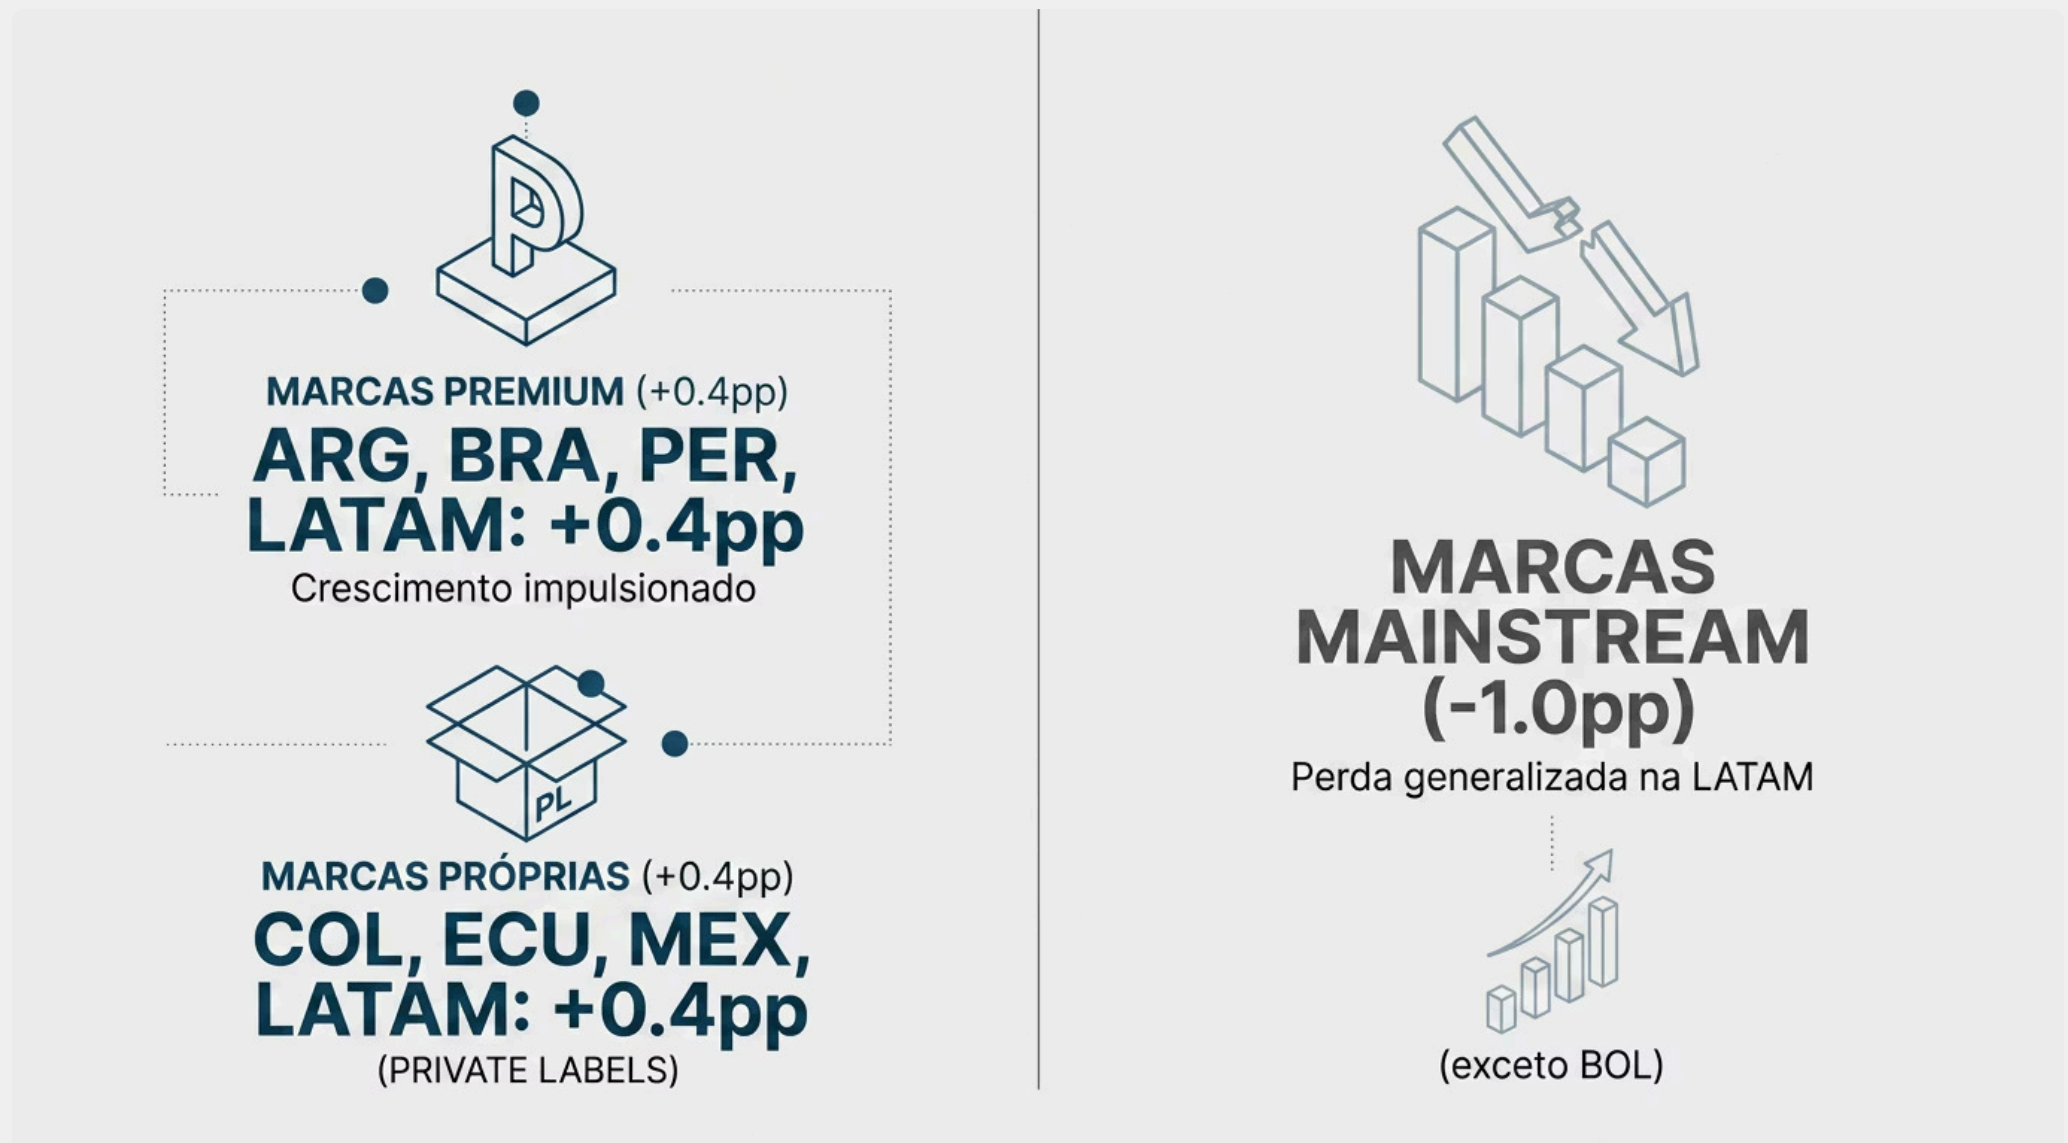 P
MARCAS PREMIUM (+0.4pp)
ARG, BRA, PER,
LATAM: +0.4pp
Crescimento impulsionado
PL
MARCAS PRÓPRIAS (+0.4pp)
COL, ECU, MEX,
LATAM: +0.4pp
(PRIVATE LABELS)
MARCAS
MAINSTREAM
(-1.0pp)
Perda generalizada na LATAM
(exceto BOL)